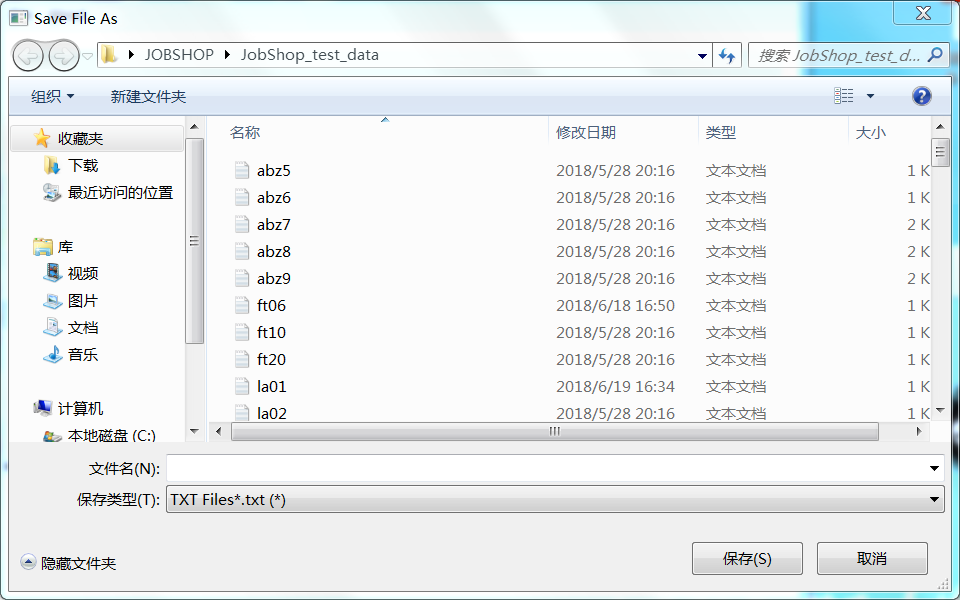 Save File As
JOBSHOP JobShop_test_data 搜索 JobShop_test_d...
组织 新建文件夹
收藏夹
下载
最近访问的位置
库
视频
图片
文档
音乐
计算机
本地磁盘 (C:)
名称 修改日期 类型 大小
abz5 2018/5/28 20:16 文本文档 1 K
abz6 2018/5/28 20:16 文本文档 1 K
abz7 2018/5/28 20:16 文本文档 2 K
abz8 2018/5/28 20:16 文本文档 2 K
abz9 2018/5/28 20:16 文本文档 2 K
ft06 2018/6/18 16:50 文本文档 1 K
ft10 2018/5/28 20:16 文本文档 1 K
ft20 2018/5/28 20:16 文本文档 1 K
la01 2018/6/19 16:34 文本文档 1 K
la02 2018/5/28 20:16 文本文档 1 K
文件名(N):
保存类型(T): TXT Files*.txt (*)
隐藏文件夹 保存(S) 取消